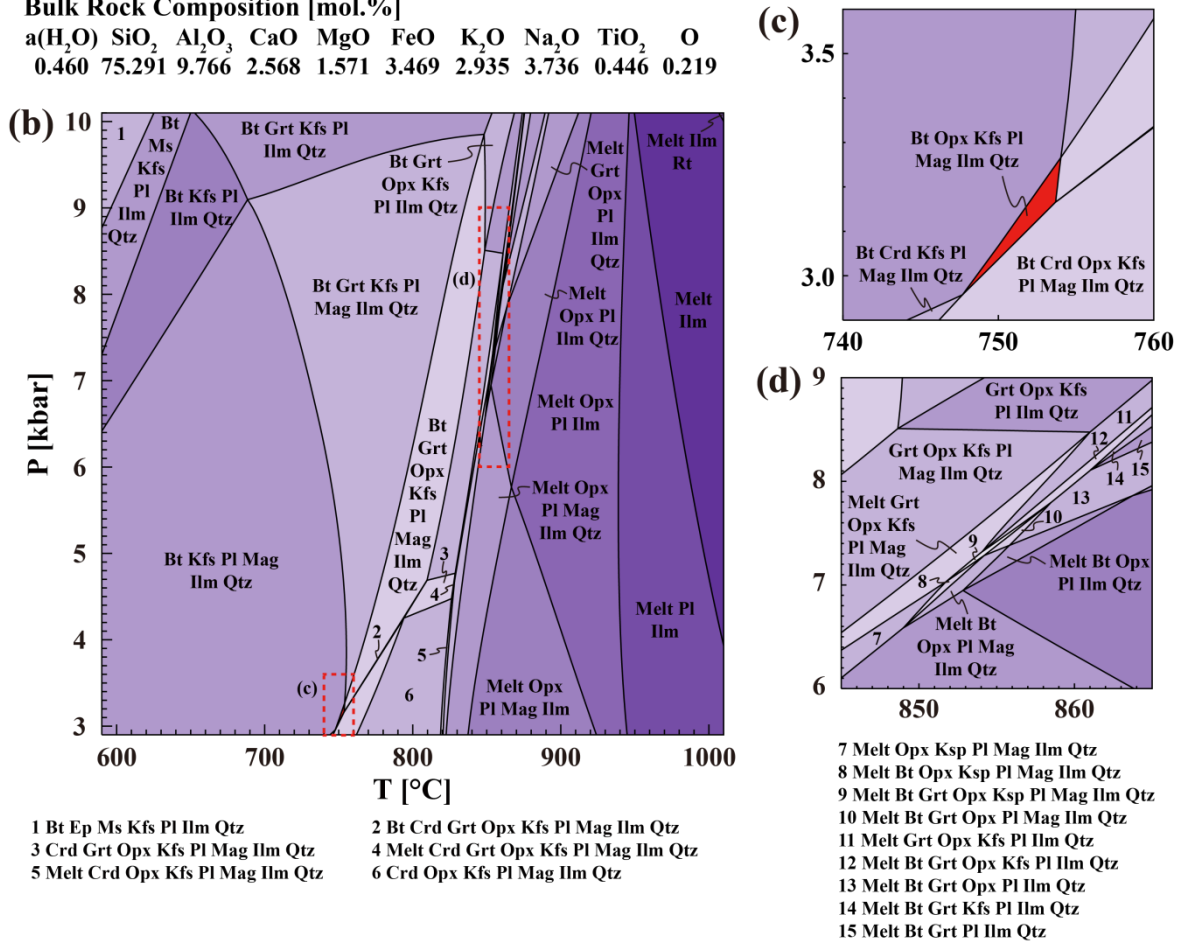 Bulk Rock Composition [mol.%]
a(H₂O) SiO₂ Al₂O₃ CaO MgO FeO K₂O Na₂O TiO₂ O
0.460 75.291 9.766 2.568 1.571 3.469 2.935 3.736 0.446 0.219
(b)
10
9
8
7
6
5
4
3
P [kbar]
600
700
800
900
1000
T [°C]
1
Bt
Ms
Kfs
Pl
Ilm
Qtz
Bt Grt Kfs Pl
Ilm Qtz
Bt Kfs Pl
Ilm Qtz
Bt Grt
Opx Kfs
Pl Ilm Qtz
Bt Grt Kfs Pl
Mag Ilm Qtz
(d)
Melt
Grt
Opx
Pl
Ilm
Qtz
Melt Ilm
Rt
Melt
Opx Pl
Ilm Qtz
Melt
Ilm
Melt Opx
Pl Ilm
Bt
Grt
Opx
Kfs
Pl
Mag
Ilm
Qtz
Melt Opx
Pl Mag
Ilm Qtz
Bt Kfs Pl Mag
Ilm Qtz
3
4
2
5
6
(c)
Melt Pl
Ilm
Melt Opx
Pl Mag Ilm
1 Bt Ep Ms Kfs Pl Ilm Qtz
2 Bt Crd Grt Opx Kfs Pl Mag Ilm Qtz
3 Crd Grt Opx Kfs Pl Mag Ilm Qtz
4 Melt Crd Grt Opx Kfs Pl Mag Ilm Qtz
5 Melt Crd Opx Kfs Pl Mag Ilm Qtz
6 Crd Opx Kfs Pl Mag Ilm Qtz
(c)
3.5
3.0
740
750
760
Bt Opx Kfs Pl
Mag Ilm Qtz
Bt Crd Kfs Pl
Mag Ilm Qtz
Bt Crd Opx Kfs
Pl Mag Ilm Qtz
(d)
9
8
7
6
850
860
Grt Opx Kfs
Pl Ilm Qtz
11
12
Grt Opx Kfs Pl
Mag Ilm Qtz
15
14
13
Melt Grt
Opx Kfs
Pl Mag
Ilm Qtz
10
9
8
Melt Bt Opx
Pl Ilm Qtz
7
Melt Bt
Opx Pl Mag
Ilm Qtz
7 Melt Opx Ksp Pl Mag Ilm Qtz
8 Melt Bt Opx Ksp Pl Mag Ilm Qtz
9 Melt Bt Grt Opx Ksp Pl Mag Ilm Qtz
10 Melt Bt Grt Opx Pl Mag Ilm Qtz
11 Melt Grt Opx Kfs Pl Ilm Qtz
12 Melt Bt Grt Opx Kfs Pl Ilm Qtz
13 Melt Bt Grt Opx Pl Ilm Qtz
14 Melt Bt Grt Kfs Pl Ilm Qtz
15 Melt Bt Grt Pl Ilm Qtz